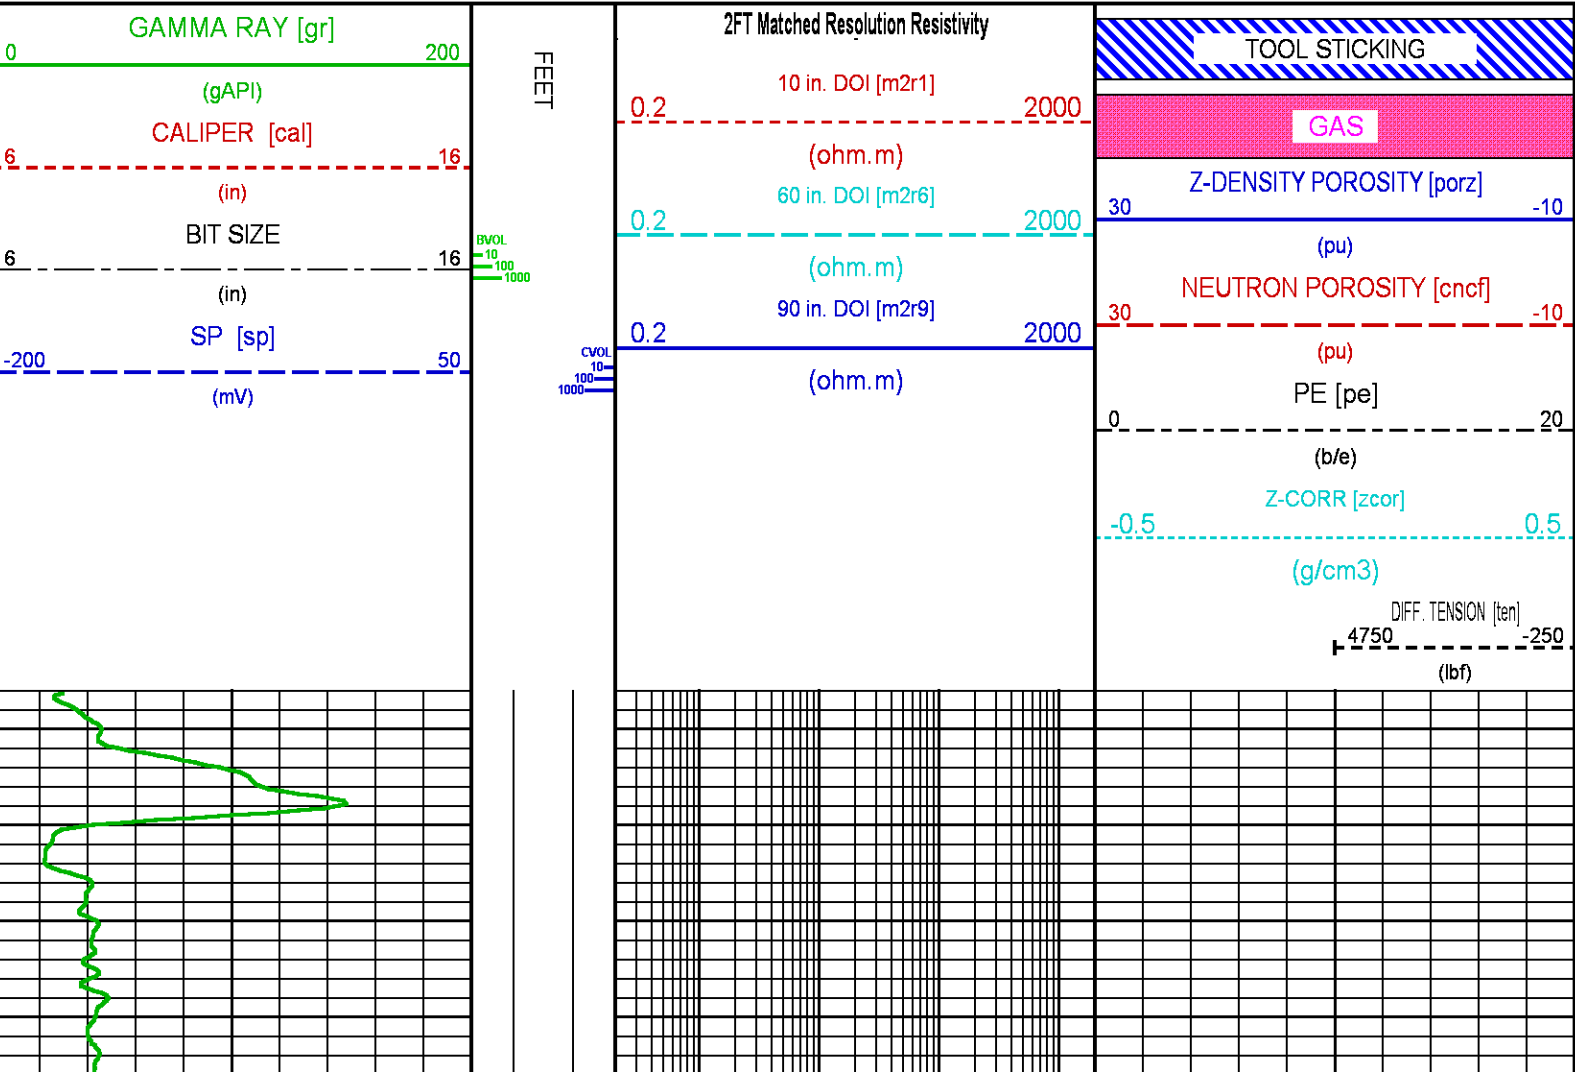 GAMMA RAY [gr]
0 200
(gAPI)
CALIPER [cal]
6 16
(in)
BIT SIZE
6 16
(in)
SP [sp]
-200 50
(mV)
FEET
BVOL
10
100
1000
CVOL
10
100
1000
2FT Matched Resolution Resistivity
10 in. DOI [m2r1]
0.2 2000
(ohm.m)
60 in. DOI [m2r6]
0.2 2000
(ohm.m)
90 in. DOI [m2r9]
0.2 2000
(ohm.m)
TOOL STICKING
GAS
Z-DENSITY POROSITY [porz]
30 -10
(pu)
NEUTRON POROSITY [cncf]
30 -10
(pu)
PE [pe]
0 20
(b/e)
Z-CORR [zcor]
-0.5 0.5
(g/cm3)
DIFF. TENSION [ten]
4750 -250
(lbf)